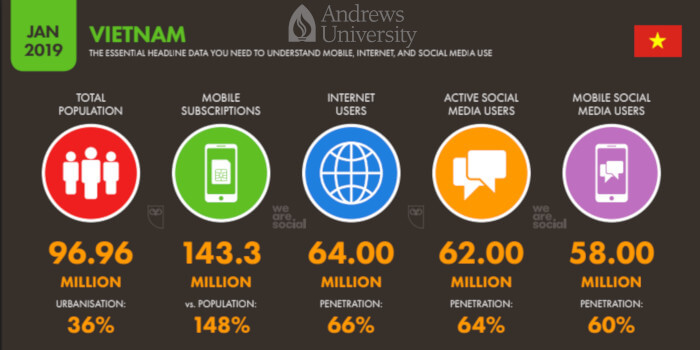 JAN
2019
VIETNAM
THE ESSENTIAL HEADLINE DATA YOU NEED TO UNDERSTAND MOBILE, INTERNET, AND SOCIAL MEDIA USE
Andrews
University
TOTAL
POPULATION
MOBILE
SUBSCRIPTIONS
INTERNET
USERS
ACTIVE SOCIAL
MEDIA USERS
MOBILE SOCIAL
MEDIA USERS
we
are
social
we
are
social
96.96
MILLION
URBANISATION:
36%
143.3
MILLION
vs. POPULATION:
148%
64.00
MILLION
PENETRATION:
66%
62.00
MILLION
PENETRATION:
64%
58.00
MILLION
PENETRATION:
60%